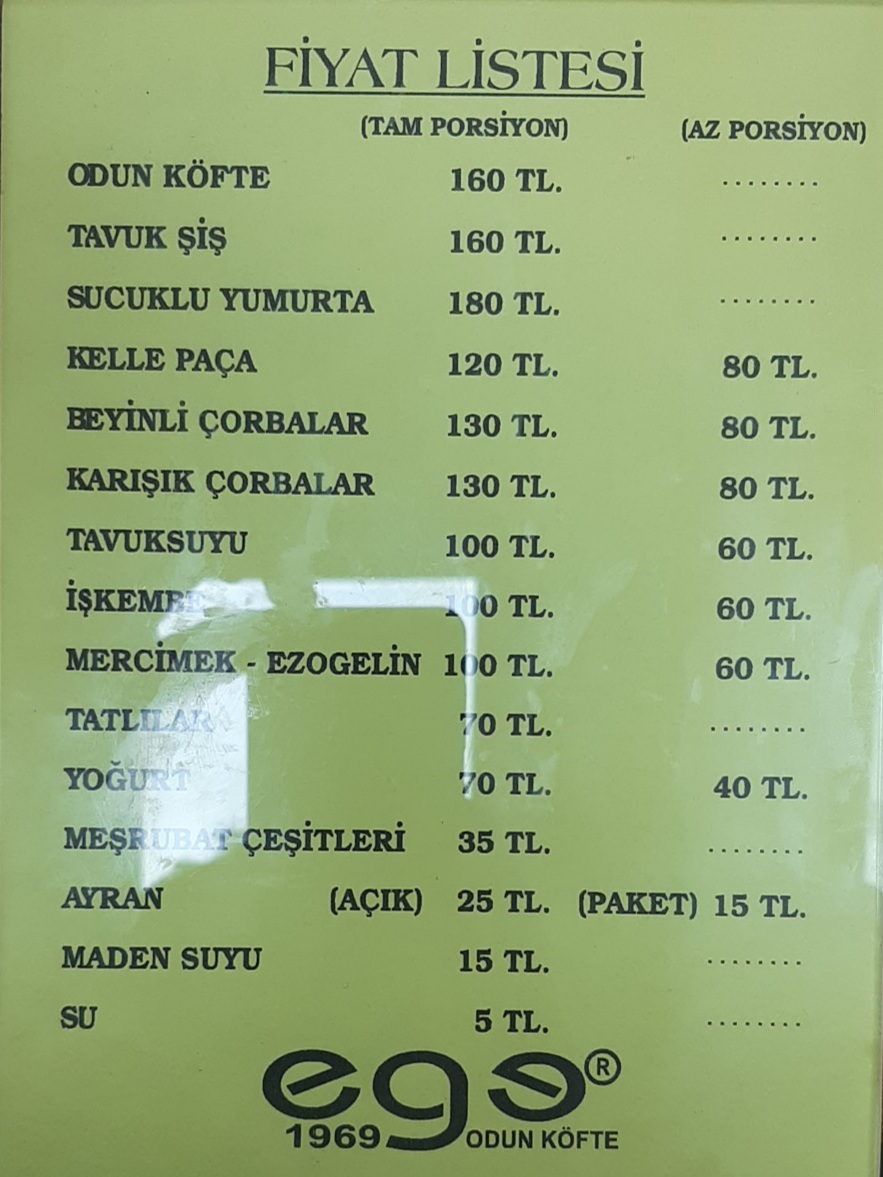 FİYAT LİSTESİ
(TAM PORSİYON) (AZ PORSİYON)
ODUN KÖFTE 160 TL. ........
TAVUK ŞİŞ 160 TL. ........
SUCUKLU YUMURTA 180 TL. ........
KELLE PAÇA 120 TL. 80 TL.
BEYİNLİ ÇORBALAR 130 TL. 80 TL.
KARIŞIK ÇORBALAR 130 TL. 80 TL.
TAVUKSUYU 100 TL. 60 TL.
İŞKEMBE 100 TL. 60 TL.
MERCİMEK - EZOGELİN 100 TL. 60 TL.
TATLILAR 70 TL. ........
YOĞURT 70 TL. 40 TL.
MEŞRUBAT ÇEŞİTLERİ 35 TL. ........
AYRAN (AÇIK) 25 TL. (PAKET) 15 TL.
MADEN SUYU 15 TL. ........
SU 5 TL. ........
ege®
1969 ODUN KÖFTE